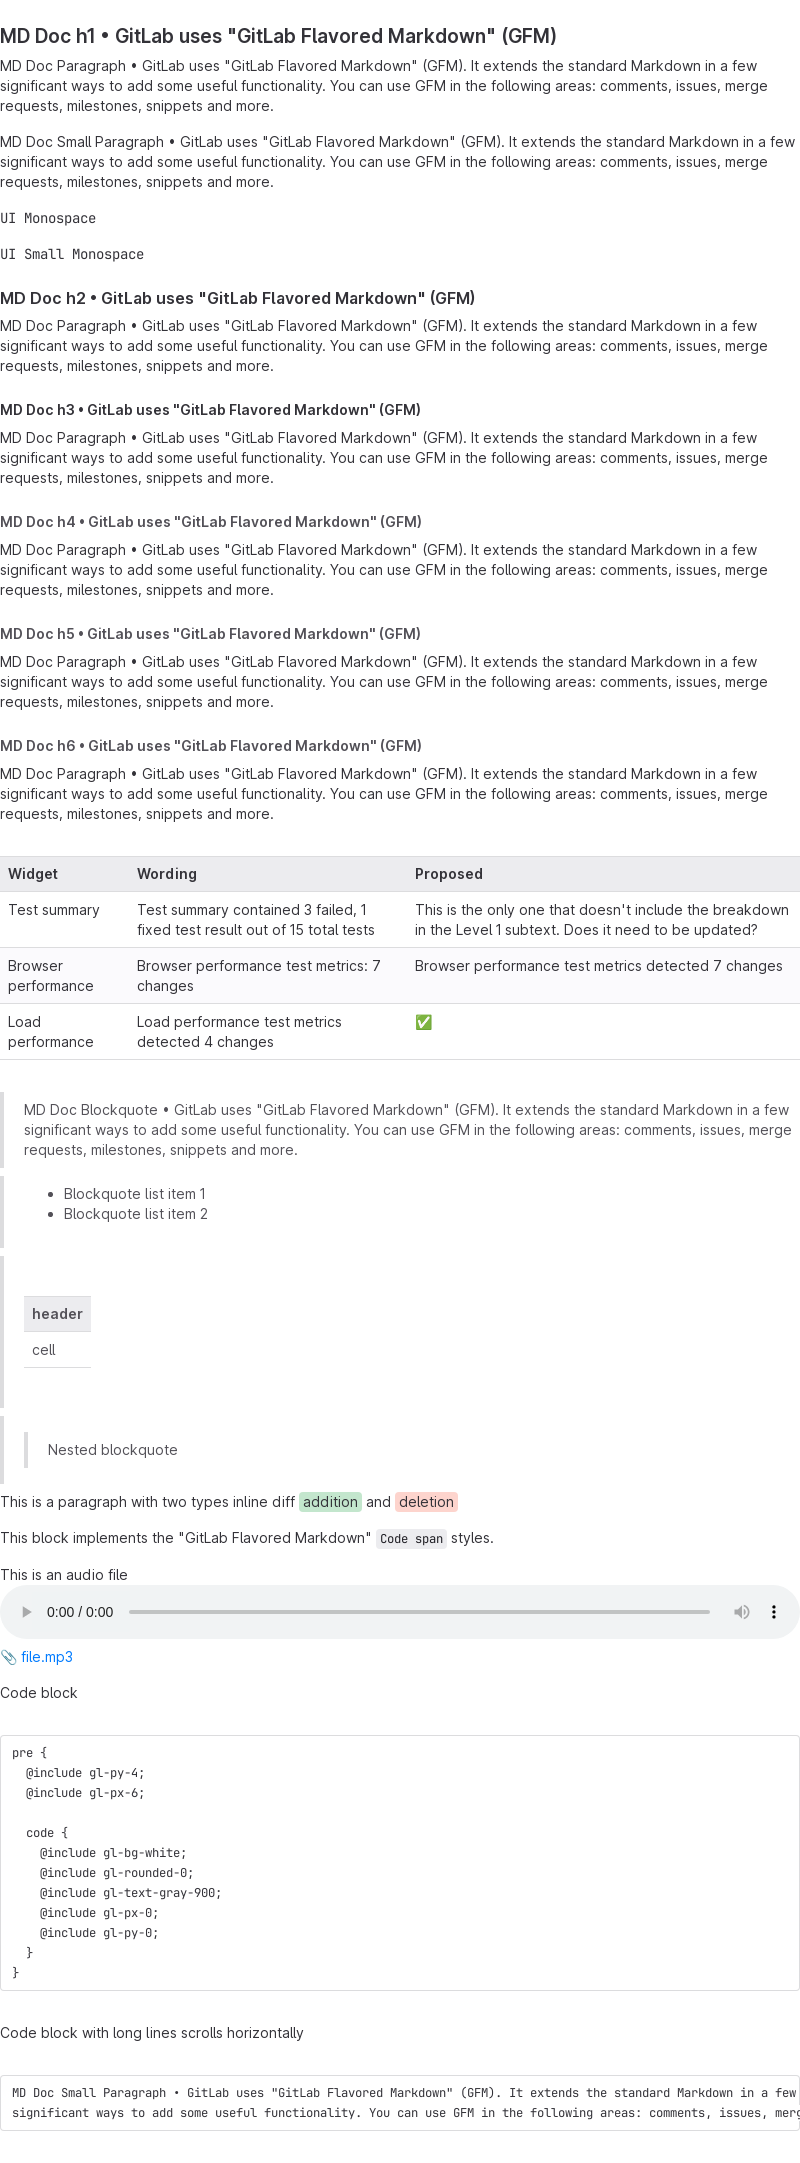 MD Doc h1 • GitLab uses "GitLab Flavored Markdown" (GFM)
MD Doc Paragraph • GitLab uses "GitLab Flavored Markdown" (GFM). It extends the standard Markdown in a few
significant ways to add some useful functionality. You can use GFM in the following areas: comments, issues, merge
requests, milestones, snippets and more.
MD Doc Small Paragraph • GitLab uses "GitLab Flavored Markdown" (GFM). It extends the standard Markdown in a few
significant ways to add some useful functionality. You can use GFM in the following areas: comments, issues, merge
requests, milestones, snippets and more.
UI Monospace
UI Small Monospace
MD Doc h2 • GitLab uses "GitLab Flavored Markdown" (GFM)
MD Doc Paragraph • GitLab uses "GitLab Flavored Markdown" (GFM). It extends the standard Markdown in a few
significant ways to add some useful functionality. You can use GFM in the following areas: comments, issues, merge
requests, milestones, snippets and more.
MD Doc h3 • GitLab uses "GitLab Flavored Markdown" (GFM)
MD Doc Paragraph • GitLab uses "GitLab Flavored Markdown" (GFM). It extends the standard Markdown in a few
significant ways to add some useful functionality. You can use GFM in the following areas: comments, issues, merge
requests, milestones, snippets and more.
MD Doc h4 • GitLab uses "GitLab Flavored Markdown" (GFM)
MD Doc Paragraph • GitLab uses "GitLab Flavored Markdown" (GFM). It extends the standard Markdown in a few
significant ways to add some useful functionality. You can use GFM in the following areas: comments, issues, merge
requests, milestones, snippets and more.
MD Doc h5 • GitLab uses "GitLab Flavored Markdown" (GFM)
MD Doc Paragraph • GitLab uses "GitLab Flavored Markdown" (GFM). It extends the standard Markdown in a few
significant ways to add some useful functionality. You can use GFM in the following areas: comments, issues, merge
requests, milestones, snippets and more.
MD Doc h6 • GitLab uses "GitLab Flavored Markdown" (GFM)
MD Doc Paragraph • GitLab uses "GitLab Flavored Markdown" (GFM). It extends the standard Markdown in a few
significant ways to add some useful functionality. You can use GFM in the following areas: comments, issues, merge
requests, milestones, snippets and more.
Widget Wording Proposed
Test summary Test summary contained 3 failed, 1 This is the only one that doesn't include the breakdown
fixed test result out of 15 total tests in the Level 1 subtext. Does it need to be updated?
Browser Browser performance test metrics: 7 Browser performance test metrics detected 7 changes
performance changes
Load Load performance test metrics ✅
performance detected 4 changes
MD Doc Blockquote • GitLab uses "GitLab Flavored Markdown" (GFM). It extends the standard Markdown in a few
significant ways to add some useful functionality. You can use GFM in the following areas: comments, issues, merge
requests, milestones, snippets and more.
• Blockquote list item 1
• Blockquote list item 2
header
cell
Nested blockquote
This is a paragraph with two types inline diff addition and deletion
This block implements the "GitLab Flavored Markdown" Code span styles.
This is an audio file
0:00 / 0:00
📎 file.mp3
Code block
pre {
  @include gl-py-4;
  @include gl-px-6;
  code {
    @include gl-bg-white;
    @include gl-rounded-0;
    @include gl-text-gray-900;
    @include gl-px-0;
    @include gl-py-0;
  }
}
Code block with long lines scrolls horizontally
MD Doc Small Paragraph • GitLab uses "GitLab Flavored Markdown" (GFM). It extends the standard Markdown in a few
significant ways to add some useful functionality. You can use GFM in the following areas: comments, issues, merg